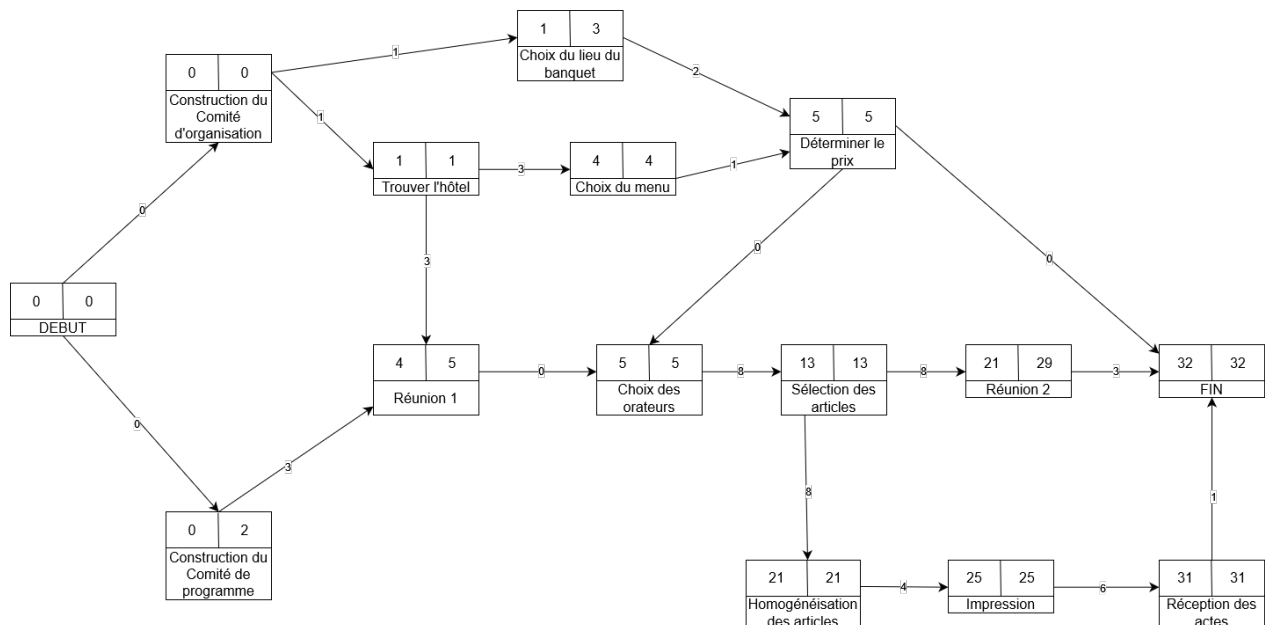 1 3
Choix du lieu du
banquet
0 0
Construction du
Comité
d'organisation
1
2
1
5 5
Déterminer le
prix
1 1
Trouver l'hôtel
3
4 4
Choix du menu
1
0
3
0
0
0 0
DEBUT
4 5
Réunion 1
0
5 5
Choix des
orateurs
8
13 13
Sélection des
articles
8
21 29
Réunion 2
3
32 32
FIN
0
3
8
1
0 2
Construction du
Comité de
programme
21 21
Homogénéisation
des articles
4
25 25
Impression
6
31 31
Réception des
actes